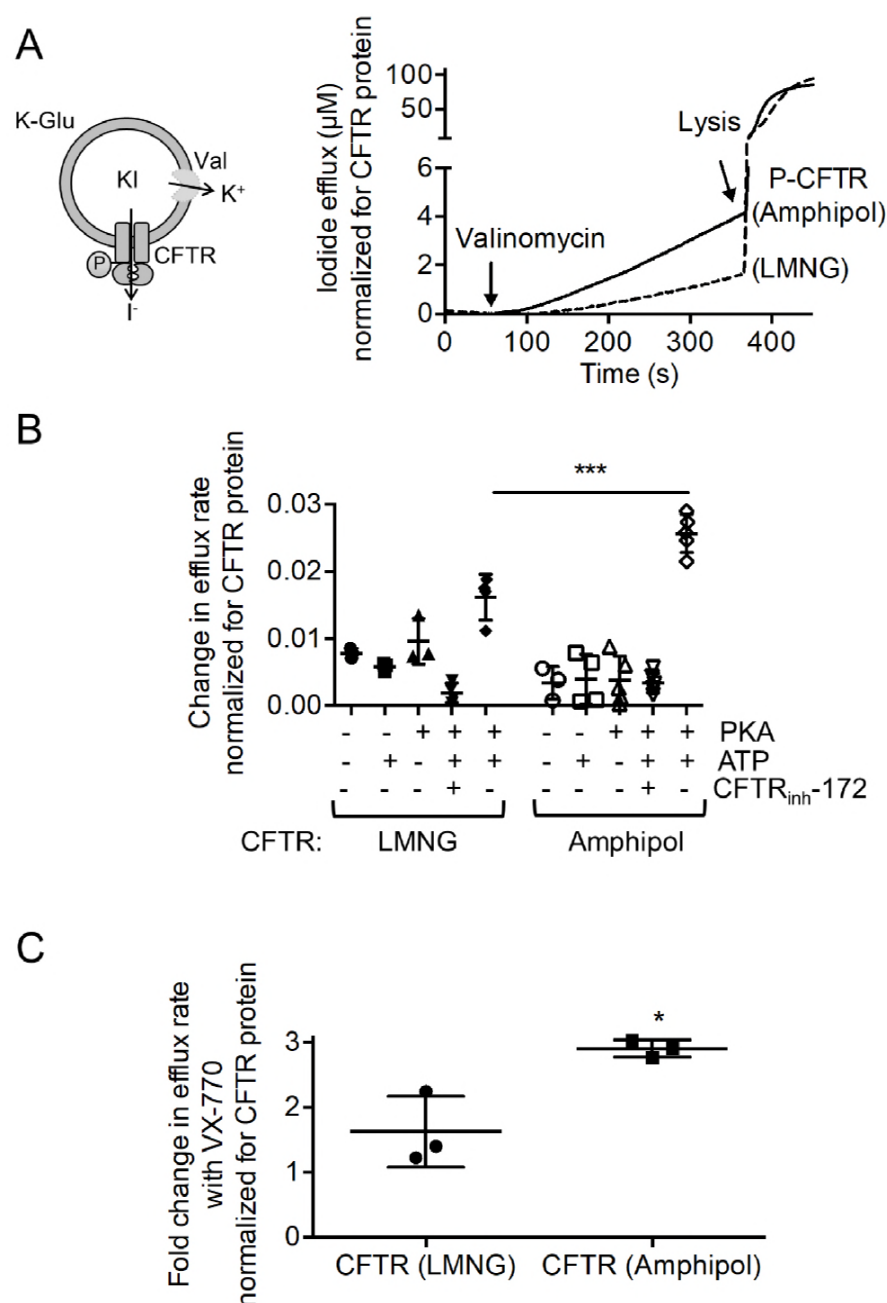 A
K-Glu
Val
KI
K⁺
P
CFTR
I⁻
Iodide efflux (µM)
normalized for CFTR protein
100
50
6
4
2
0
Valinomycin
Lysis
P-CFTR
(Amphipol)
(LMNG)
0 100 200 300 400
Time (s)
B
Change in efflux rate
normalized for CFTR protein
0.03
0.02
0.01
0.00
***
- - + + + - - + + + PKA
- + - + + - + - + + ATP
- - - + - - - - + - CFTRinh-172
CFTR: LMNG Amphipol
C
Fold change in efflux rate
with VX-770
normalized for CFTR protein
3
2
1
0
*
CFTR (LMNG) CFTR (Amphipol)